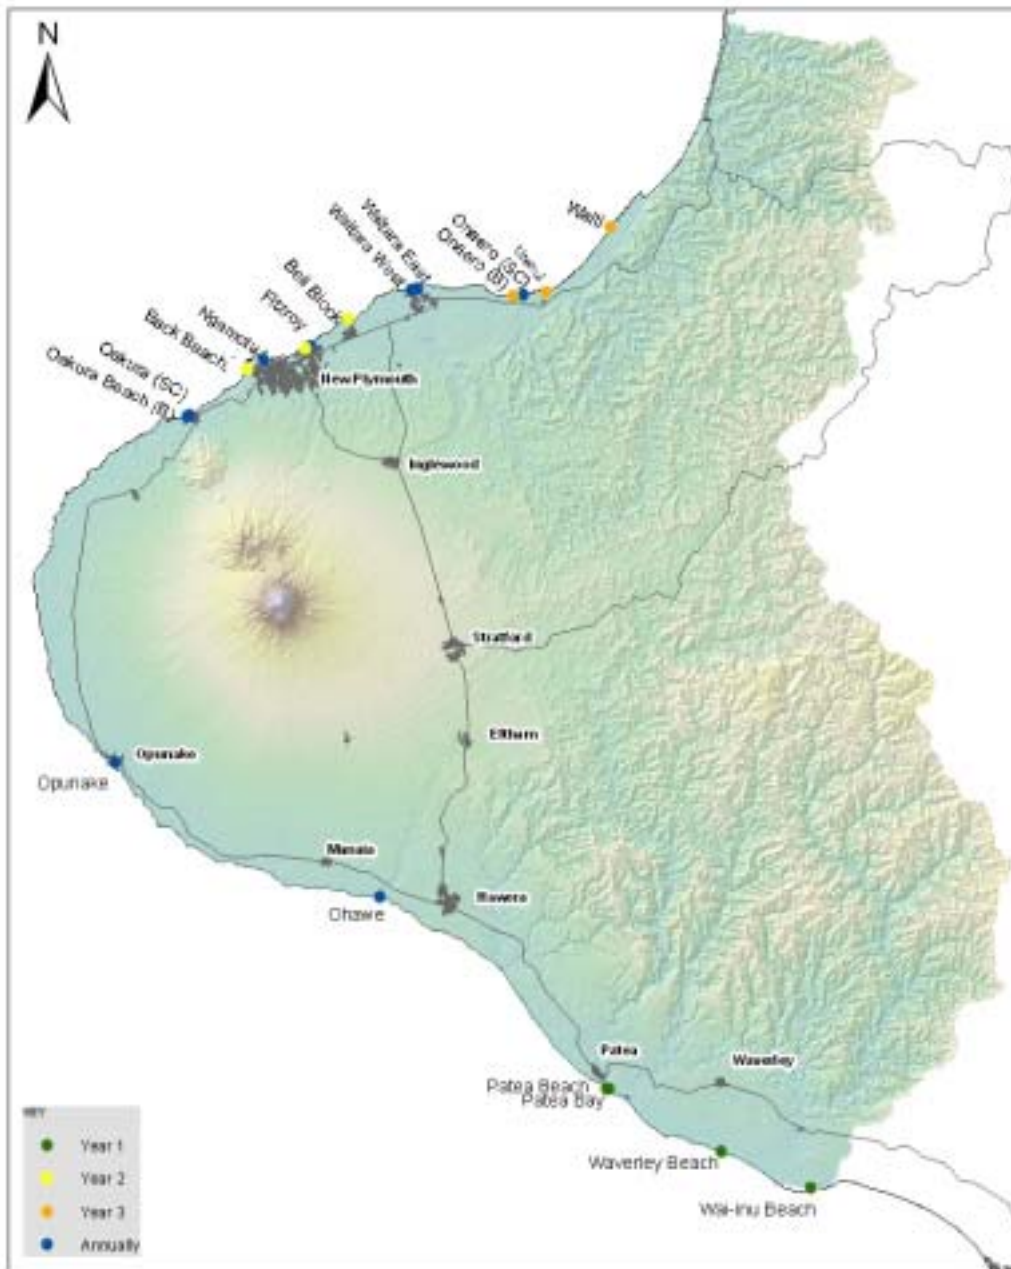 N
Waiti
Onaero (SC)
Onaero (B)
Waitara East
Waitara West
Bell Block
Fitzroy
Ngamotu
Back Beach
Oakura (SC)
Oakura Beach (B)
New Plymouth
Inglewood
Stratford
Eltham
Opunake
Opunake
Manaia
Hawera
Ohawe
Patea
Waverley
Patea Beach
Patea Bay
Waverley Beach
Wai-inu Beach
KEY
Year 1
Year 2
Year 3
Annually